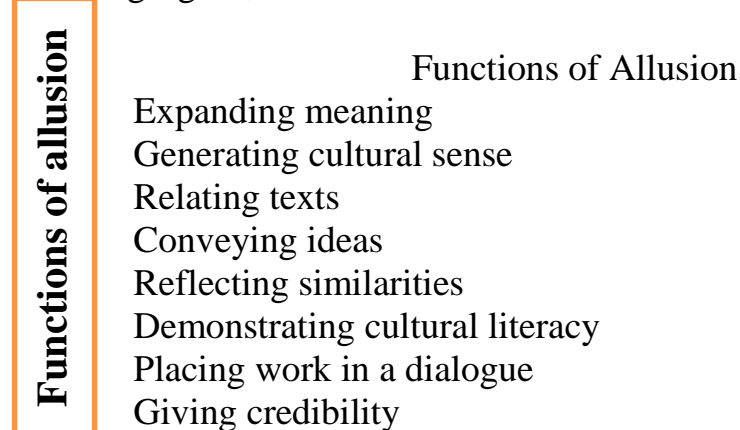 Functions of allusion
Functions of Allusion
Expanding meaning
Generating cultural sense
Relating texts
Conveying ideas
Reflecting similarities
Demonstrating cultural literacy
Placing work in a dialogue
Giving credibility